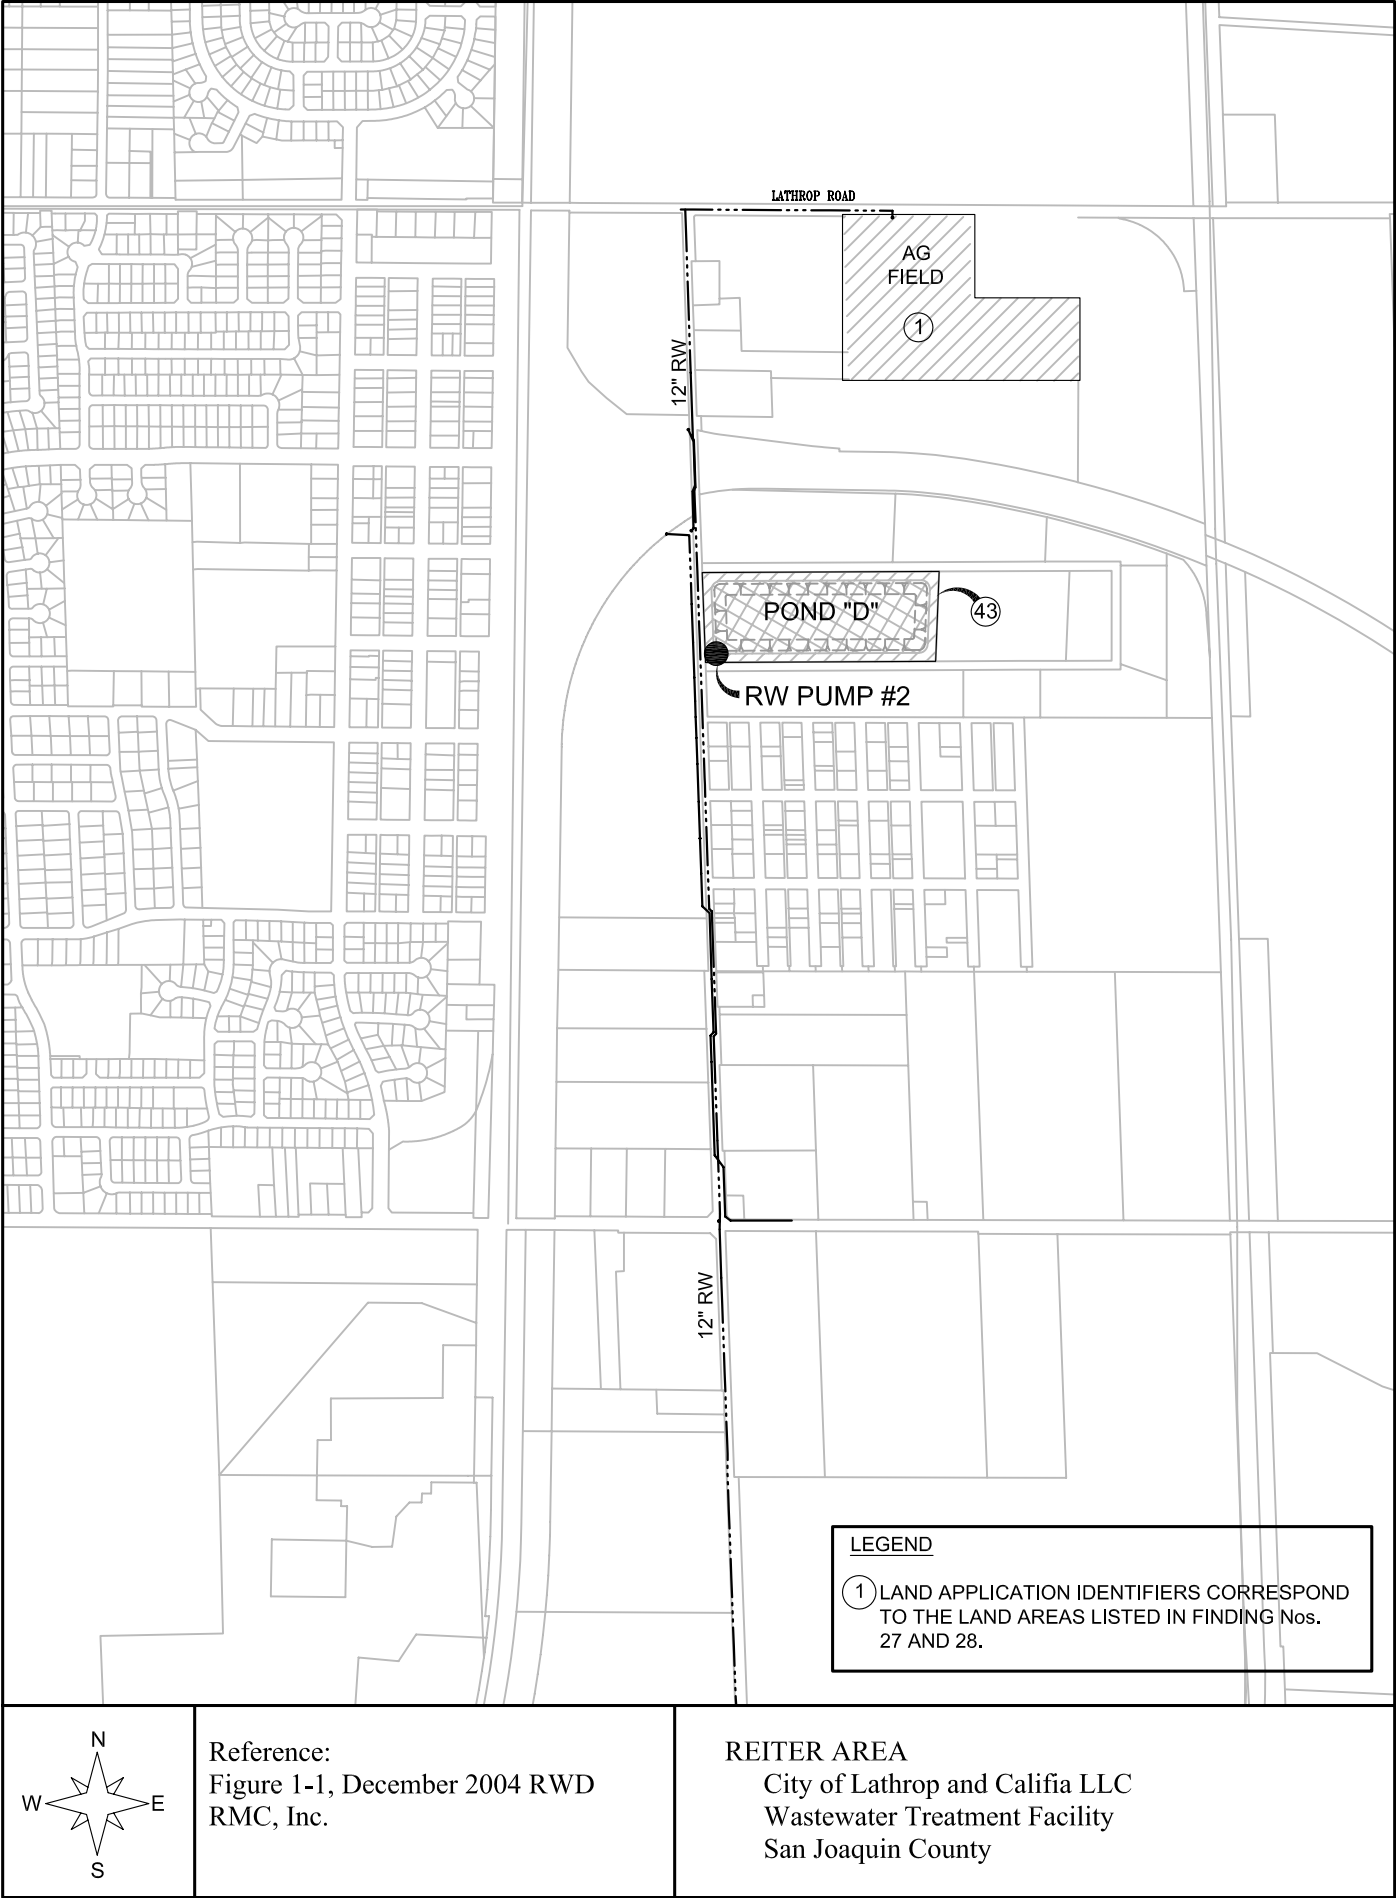 LATHROP ROAD
AG
FIELD
1
12" RW
POND "D"
43
RW PUMP #2
12" RW
LEGEND
1 LAND APPLICATION IDENTIFIERS CORRESPOND
TO THE LAND AREAS LISTED IN FINDING Nos.
27 AND 28.
N
W E
S
Reference:
Figure 1-1, December 2004 RWD
RMC, Inc.
REITER AREA
City of Lathrop and Califia LLC
Wastewater Treatment Facility
San Joaquin County